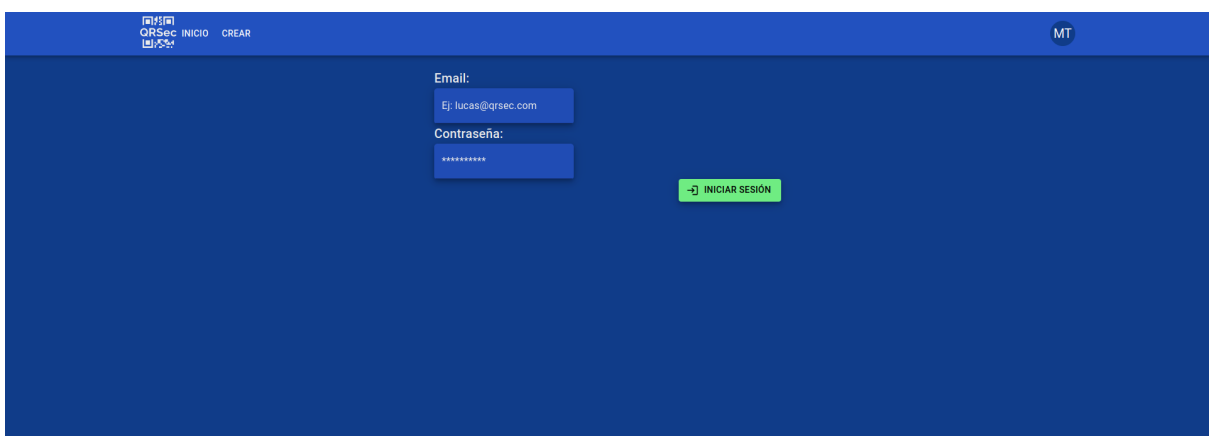 QRSec INICIO CREAR MT
Email:
Ej: lucas@qrsec.com
Contraseña:
**********
INICIAR SESIÓN